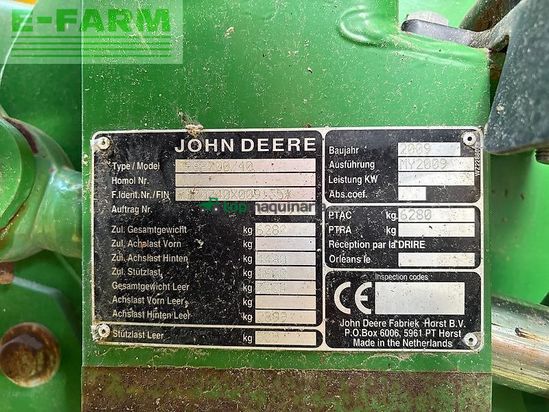 E-FARM
JOHN DEERE
Type / Model
Homol Nr.
F.Ident.Nr./FIN
Auftrag Nr.
topmaquinaria
Zul. Gesamtgewicht kg
Zul. Achslast Vorn kg
Zul. Achslast Hinten kg
Zul. Stützlast kg
Gesamtgewicht Leer kg
Achslast Vorn Leer kg
Achslast Hinten Leer kg
Stützlast Leer kg
Baujahr 2009
Ausführung MY2009
Leistung KW
Abs.coef.
PTAC kg 6280
PTRA kg
Reception par la DRIRE
Orleans le
Inspection codes
CE
John Deere Fabriek Horst B.V.
P.O.Box 6006, 5961 PT Horst
Made in the Netherlands